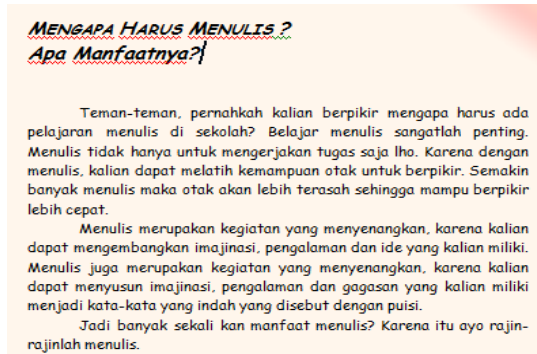 MENGAPA HARUS MENULIS ?
Apa Manfaatnya?
Teman-teman, pernahkah kalian berpikir mengapa harus ada
pelajaran menulis di sekolah? Belajar menulis sangatlah penting.
Menulis tidak hanya untuk mengerjakan tugas saja lho. Karena dengan
menulis, kalian dapat melatih kemampuan otak untuk berpikir. Semakin
banyak menulis maka otak akan lebih terasah sehingga mampu berpikir
lebih cepat.
Menulis merupakan kegiatan yang menyenangkan, karena kalian
dapat mengembangkan imajinasi, pengalaman dan ide yang kalian miliki.
Menulis juga merupakan kegiatan yang menyenangkan, karena kalian
dapat menyusun imajinasi, pengalaman dan gagasan yang kalian miliki
menjadi kata-kata yang indah yang disebut dengan puisi.
Jadi banyak sekali kan manfaat menulis? Karena itu ayo rajin-
rajinlah menulis.